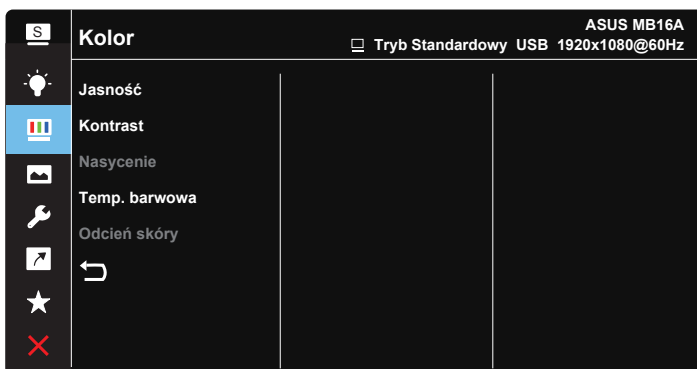 S
Kolor
ASUS MB16A
Tryb Standardowy USB 1920x1080@60Hz
Jasność
Kontrast
Nasycenie
Temp. barwowa
Odcień skóry